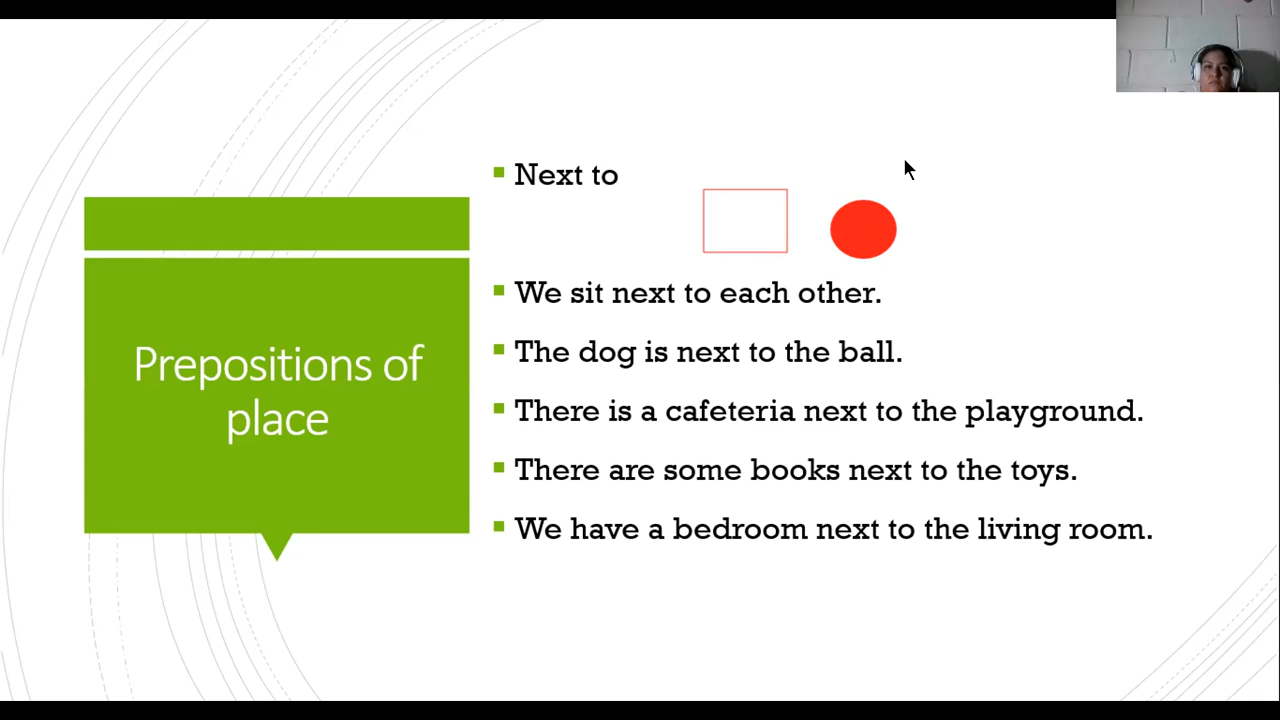 Prepositions of
place
Next to
We sit next to each other.
The dog is next to the ball.
There is a cafeteria next to the playground.
There are some books next to the toys.
We have a bedroom next to the living room.